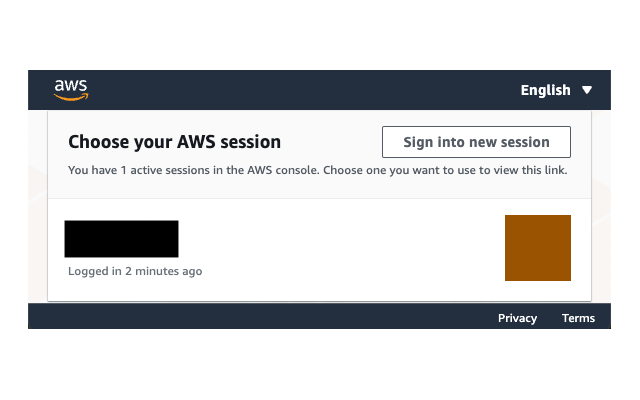 aws
English
Choose your AWS session
Sign into new session
You have 1 active sessions in the AWS console. Choose one you want to use to view this link.
Logged in 2 minutes ago
Privacy
Terms